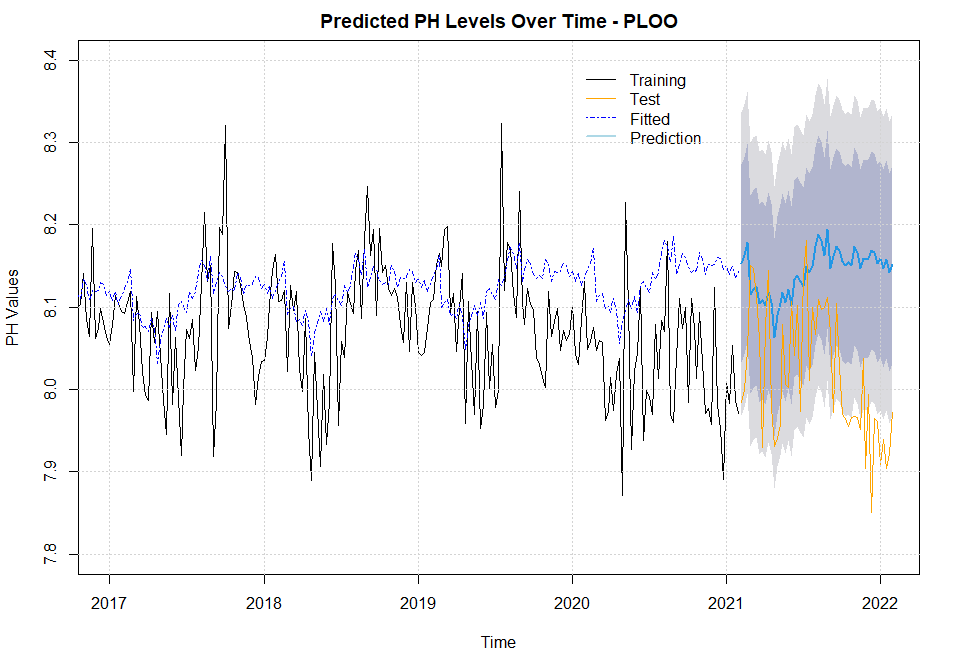 Predicted PH Levels Over Time - PLOO
8.4
8.3
8.2
8.1
8.0
7.9
7.8
PH Values
Training
Test
Fitted
Prediction
2017 2018 2019 2020 2021 2022
Time